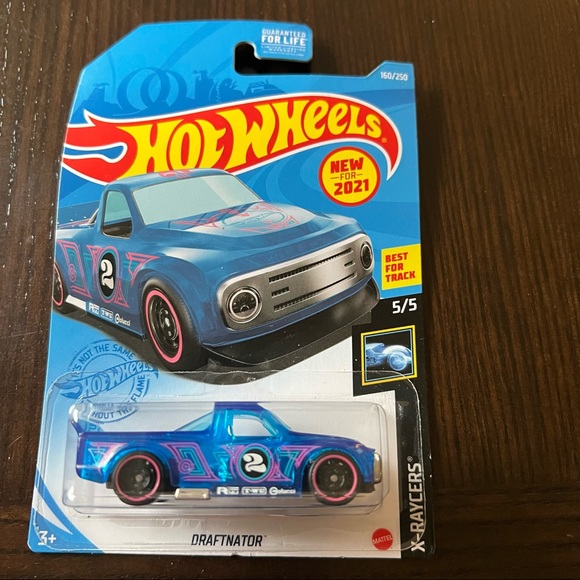 GUARANTEED
FOR LIFE
160/250
HOT WHEELS
NEW
FOR
2021
BEST
FOR
TRACK
5/5
2
IT'S NOT THE SAME
HOT WHEELS
WITHOUT THE FLAME
2
X-RAYCERS
3+
DRAFTNATOR
MATTEL